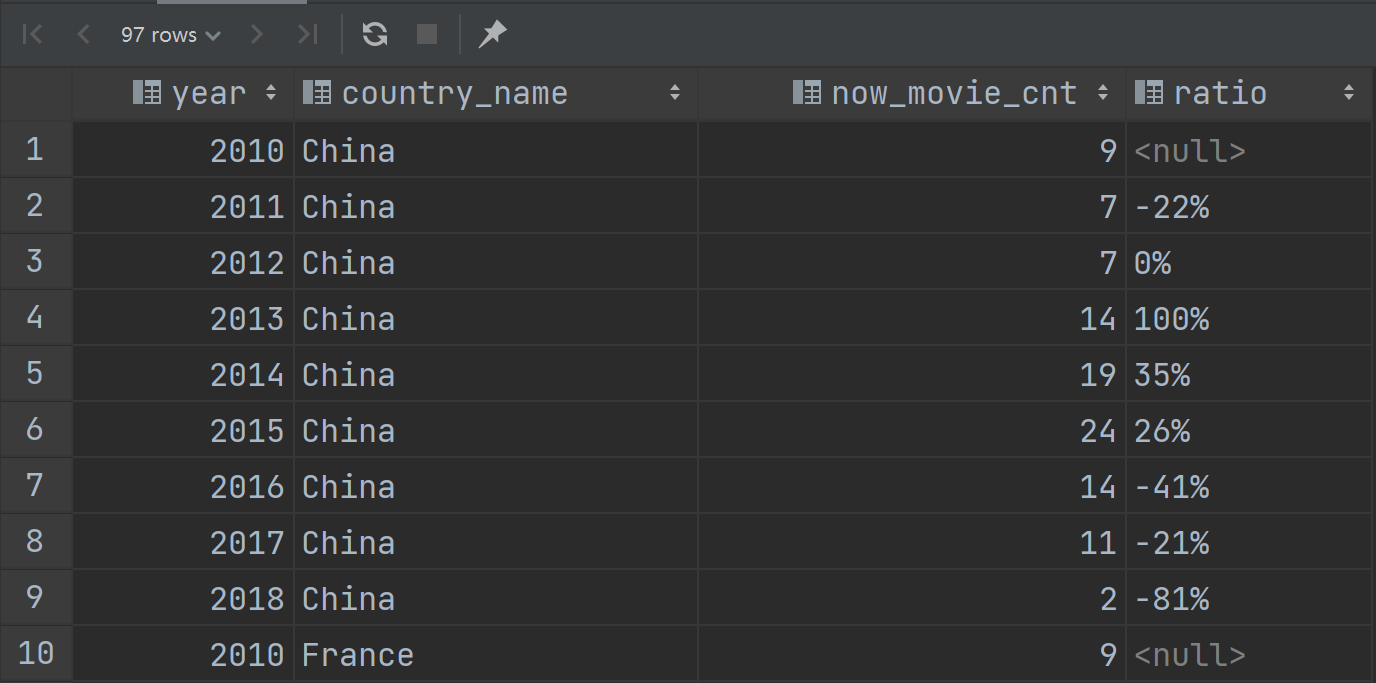 97 rows
year country_name now_movie_cnt ratio
1 2010 China 9 <null>
2 2011 China 7 -22%
3 2012 China 7 0%
4 2013 China 14 100%
5 2014 China 19 35%
6 2015 China 24 26%
7 2016 China 14 -41%
8 2017 China 11 -21%
9 2018 China 2 -81%
10 2010 France 9 <null>